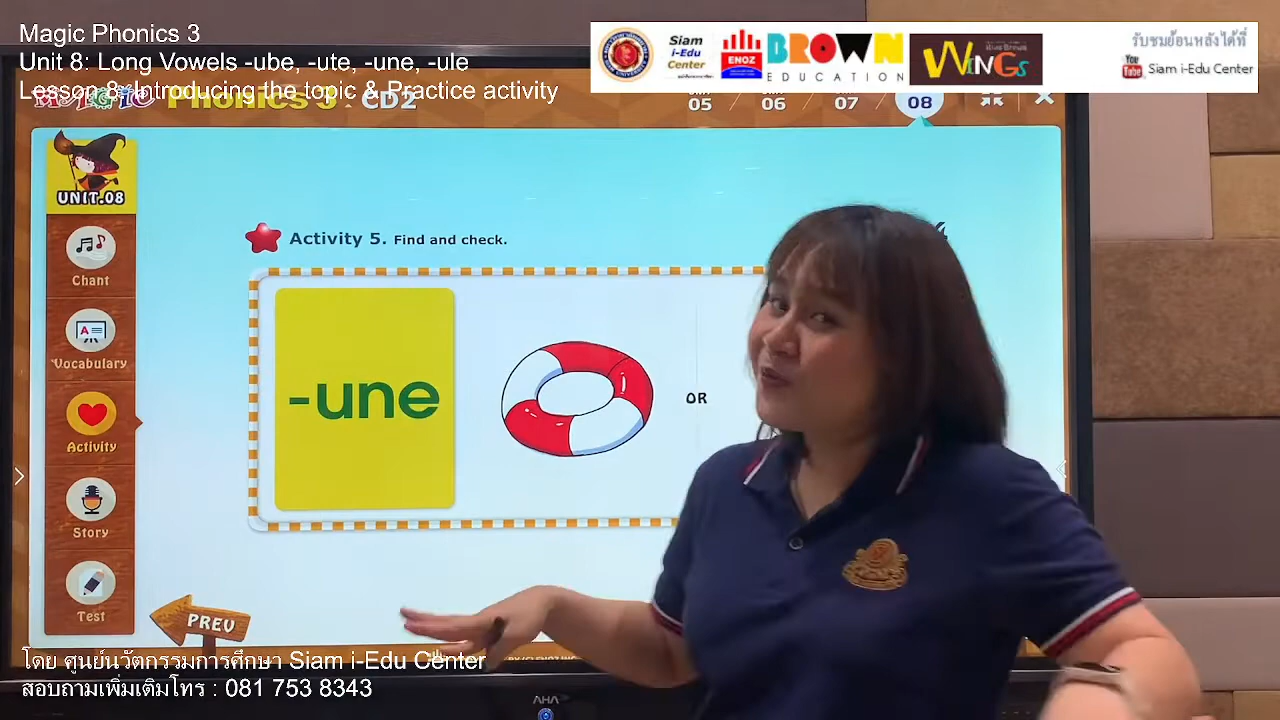 Magic Phonics 3
Unit 8: Long Vowels -ube, -ute, -une, -ule
Lesson 8: Introducing the topic & Practice activity
Siam
i-Edu
Center
ENOZ
BROWN
EDUCATION
WINGS
รับชมย้อนหลังได้ที่
You Tube Siam i-Edu Center
Magic Phonics 3 CD2
05 06 07 08
UNIT.08
Chant
Vocabulary
Activity
Story
Test
Activity 5. Find and check.
-une
OR
PREV
โดย ศูนย์นวัตกรรมการศึกษา Siam i-Edu Center
สอบถามเพิ่มเติมโทร : 081 753 8343
AHA